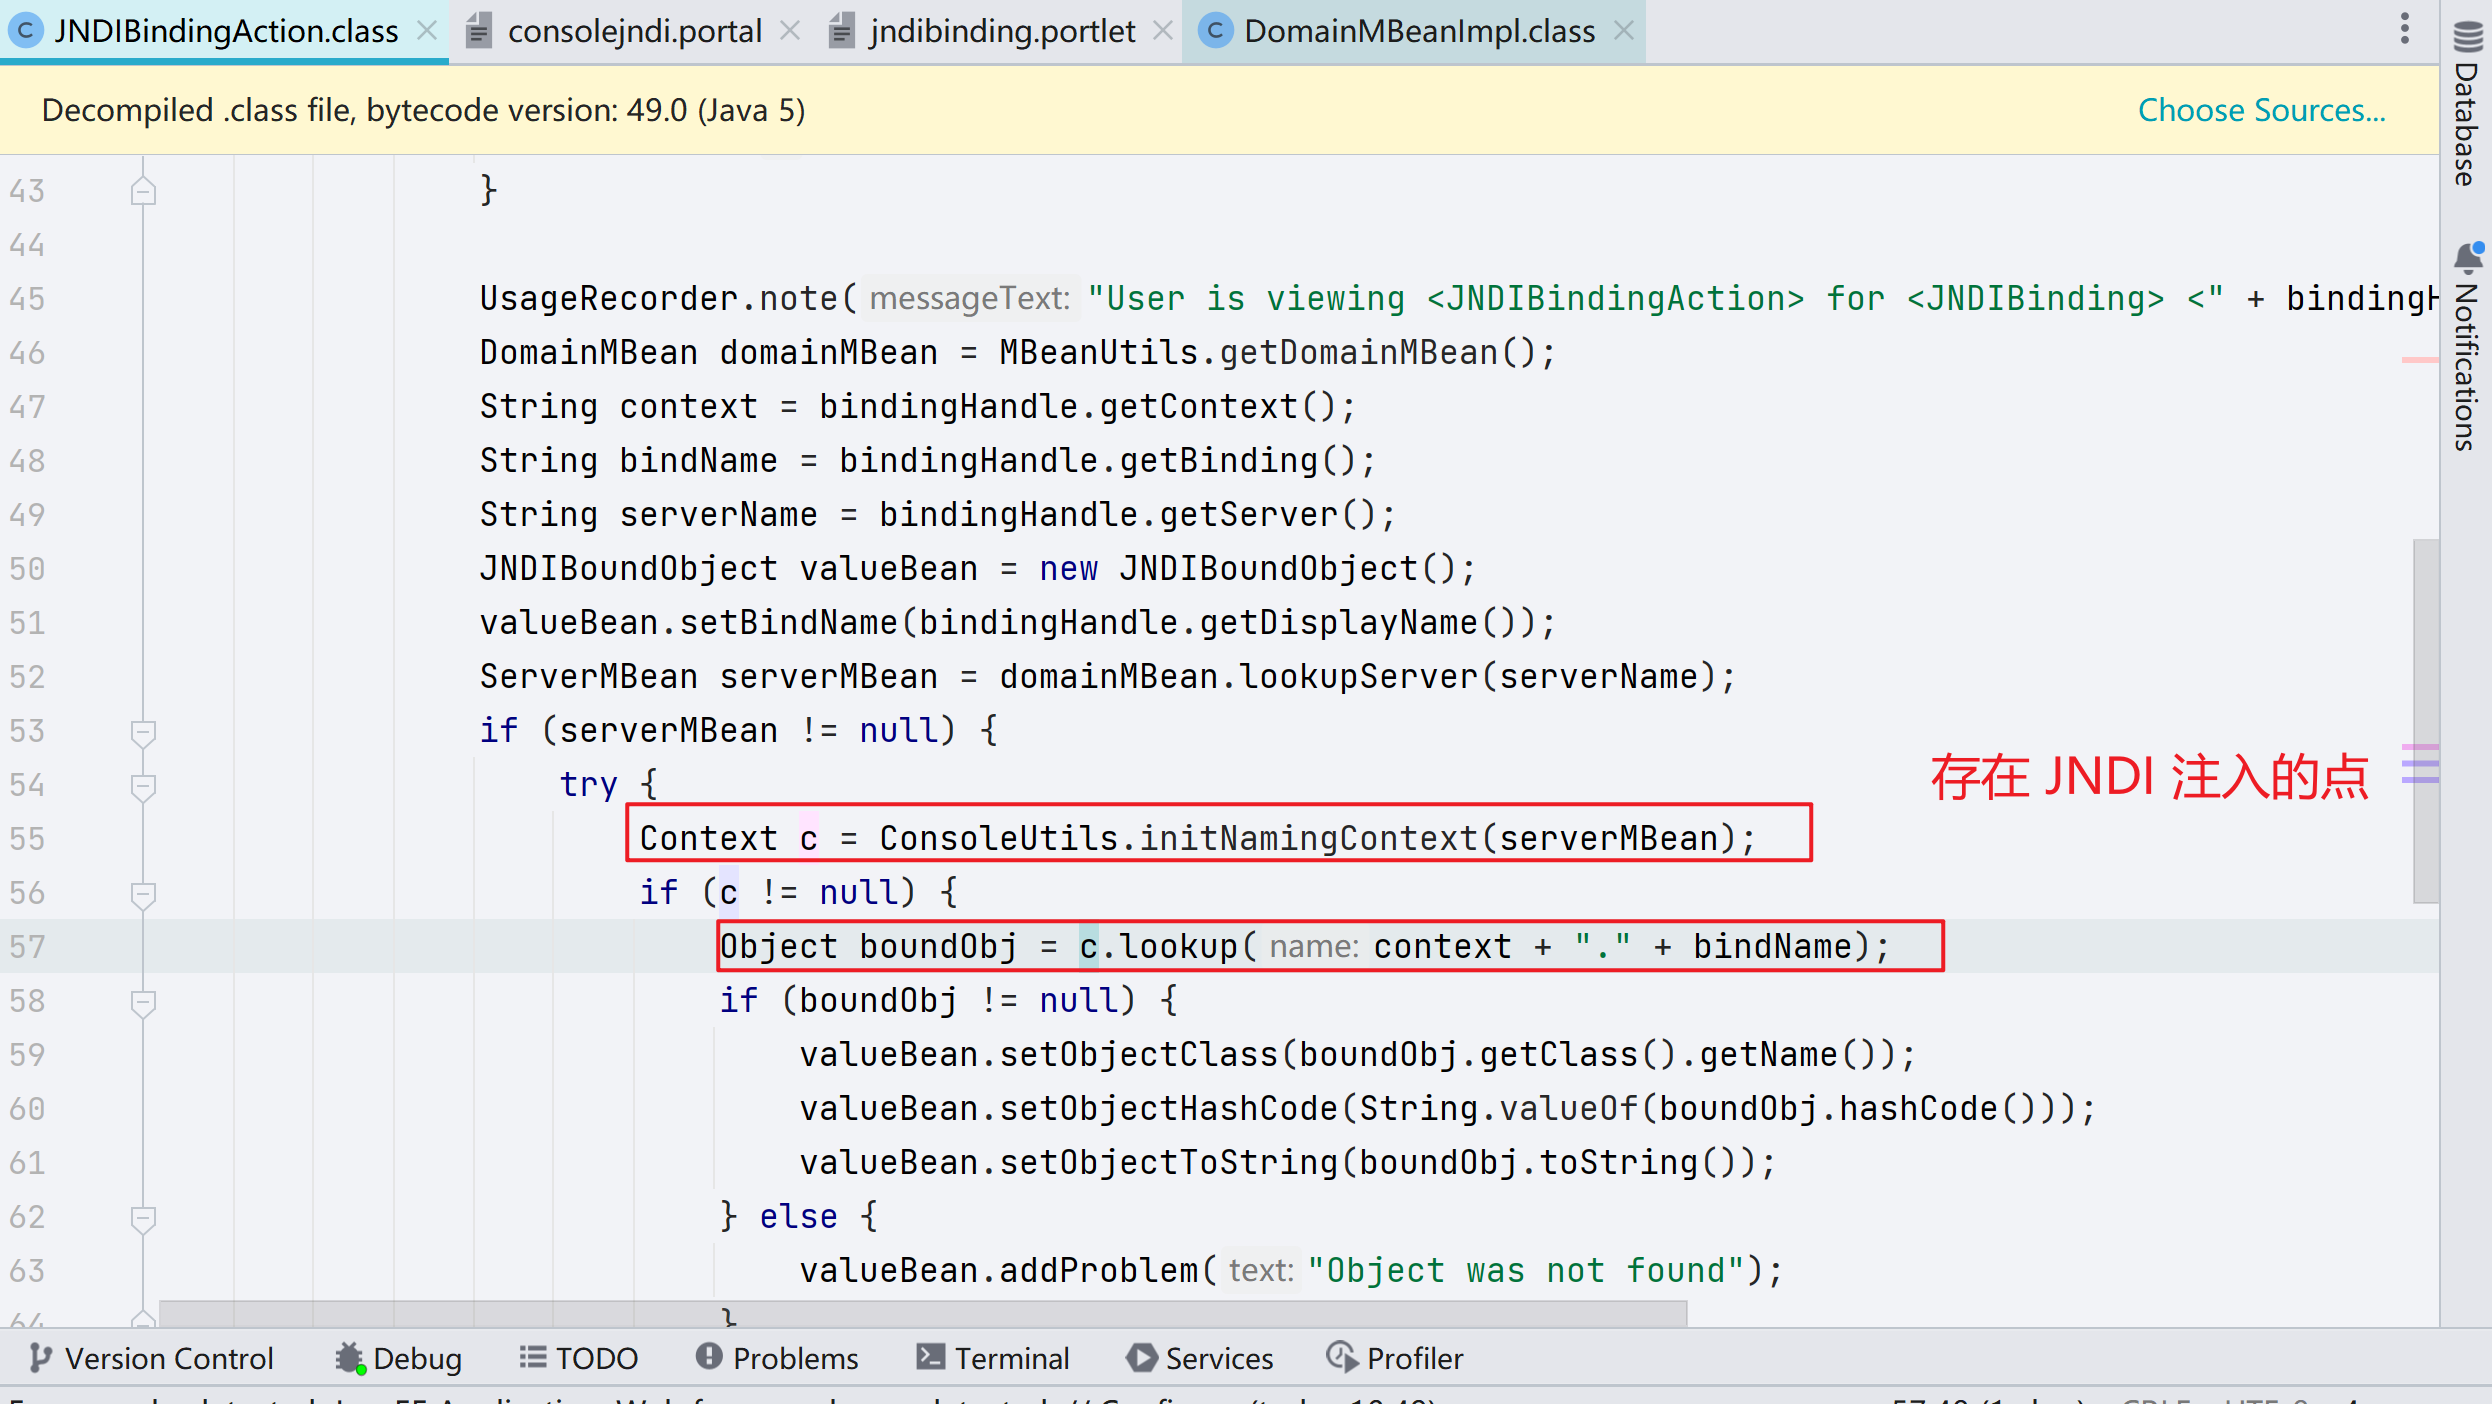 JNDIBindingAction.class consolejndi.portal jndibinding.portlet DomainMBeanImpl.class
Decompiled .class file, bytecode version: 49.0 (Java 5) Choose Sources...
Database
Notifications
43 }
44
45 UsageRecorder.note( messageText: "User is viewing <JNDIBindingAction> for <JNDIBinding> <" + bindingH
46 DomainMBean domainMBean = MBeanUtils.getDomainMBean();
47 String context = bindingHandle.getContext();
48 String bindName = bindingHandle.getBinding();
49 String serverName = bindingHandle.getServer();
50 JNDIBoundObject valueBean = new JNDIBoundObject();
51 valueBean.setBindName(bindingHandle.getDisplayName());
52 ServerMBean serverMBean = domainMBean.lookupServer(serverName);
53 if (serverMBean != null) {
存在 JNDI 注入的点
54 try {
55 Context c = ConsoleUtils.initNamingContext(serverMBean);
56 if (c != null) {
57 Object boundObj = c.lookup( name: context + "." + bindName);
58 if (boundObj != null) {
59 valueBean.setObjectClass(boundObj.getClass().getName());
60 valueBean.setObjectHashCode(String.valueOf(boundObj.hashCode()));
61 valueBean.setObjectToString(boundObj.toString());
62 } else {
63 valueBean.addProblem( text: "Object was not found");
64 }
Version Control Debug TODO Problems Terminal Services Profiler